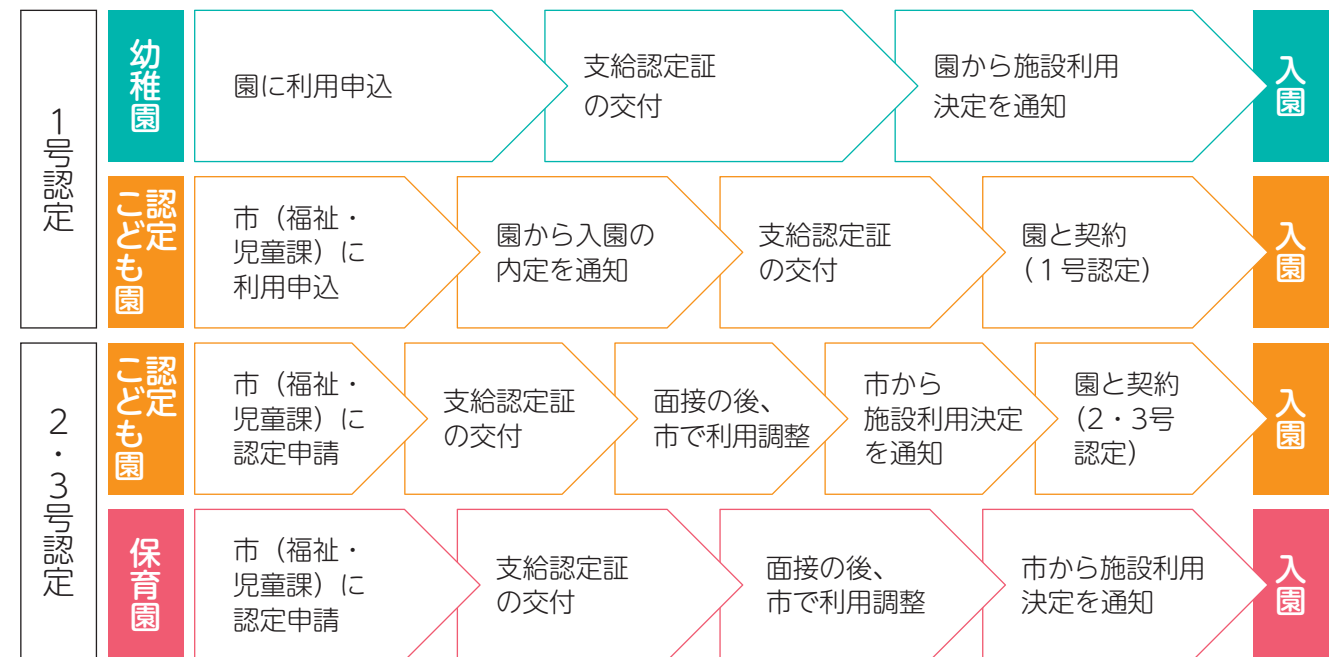 1号認定
幼稚園
園に利用申込
支給認定証
の交付
園から施設利用
決定を通知
入園
認定
こども園
市（福祉・
児童課）に
利用申込
園から入園の
内定を通知
支給認定証
の交付
園と契約
（１号認定）
入園
2・3号認定
認定
こども園
市（福祉・
児童課）に
認定申請
支給認定証
の交付
面接の後、
市で利用調整
市から
施設利用決定
を通知
園と契約
（2・3号
認定）
入園
保育園
市（福祉・
児童課）に
認定申請
支給認定証
の交付
面接の後、
市で利用調整
市から施設利用
決定を通知
入園